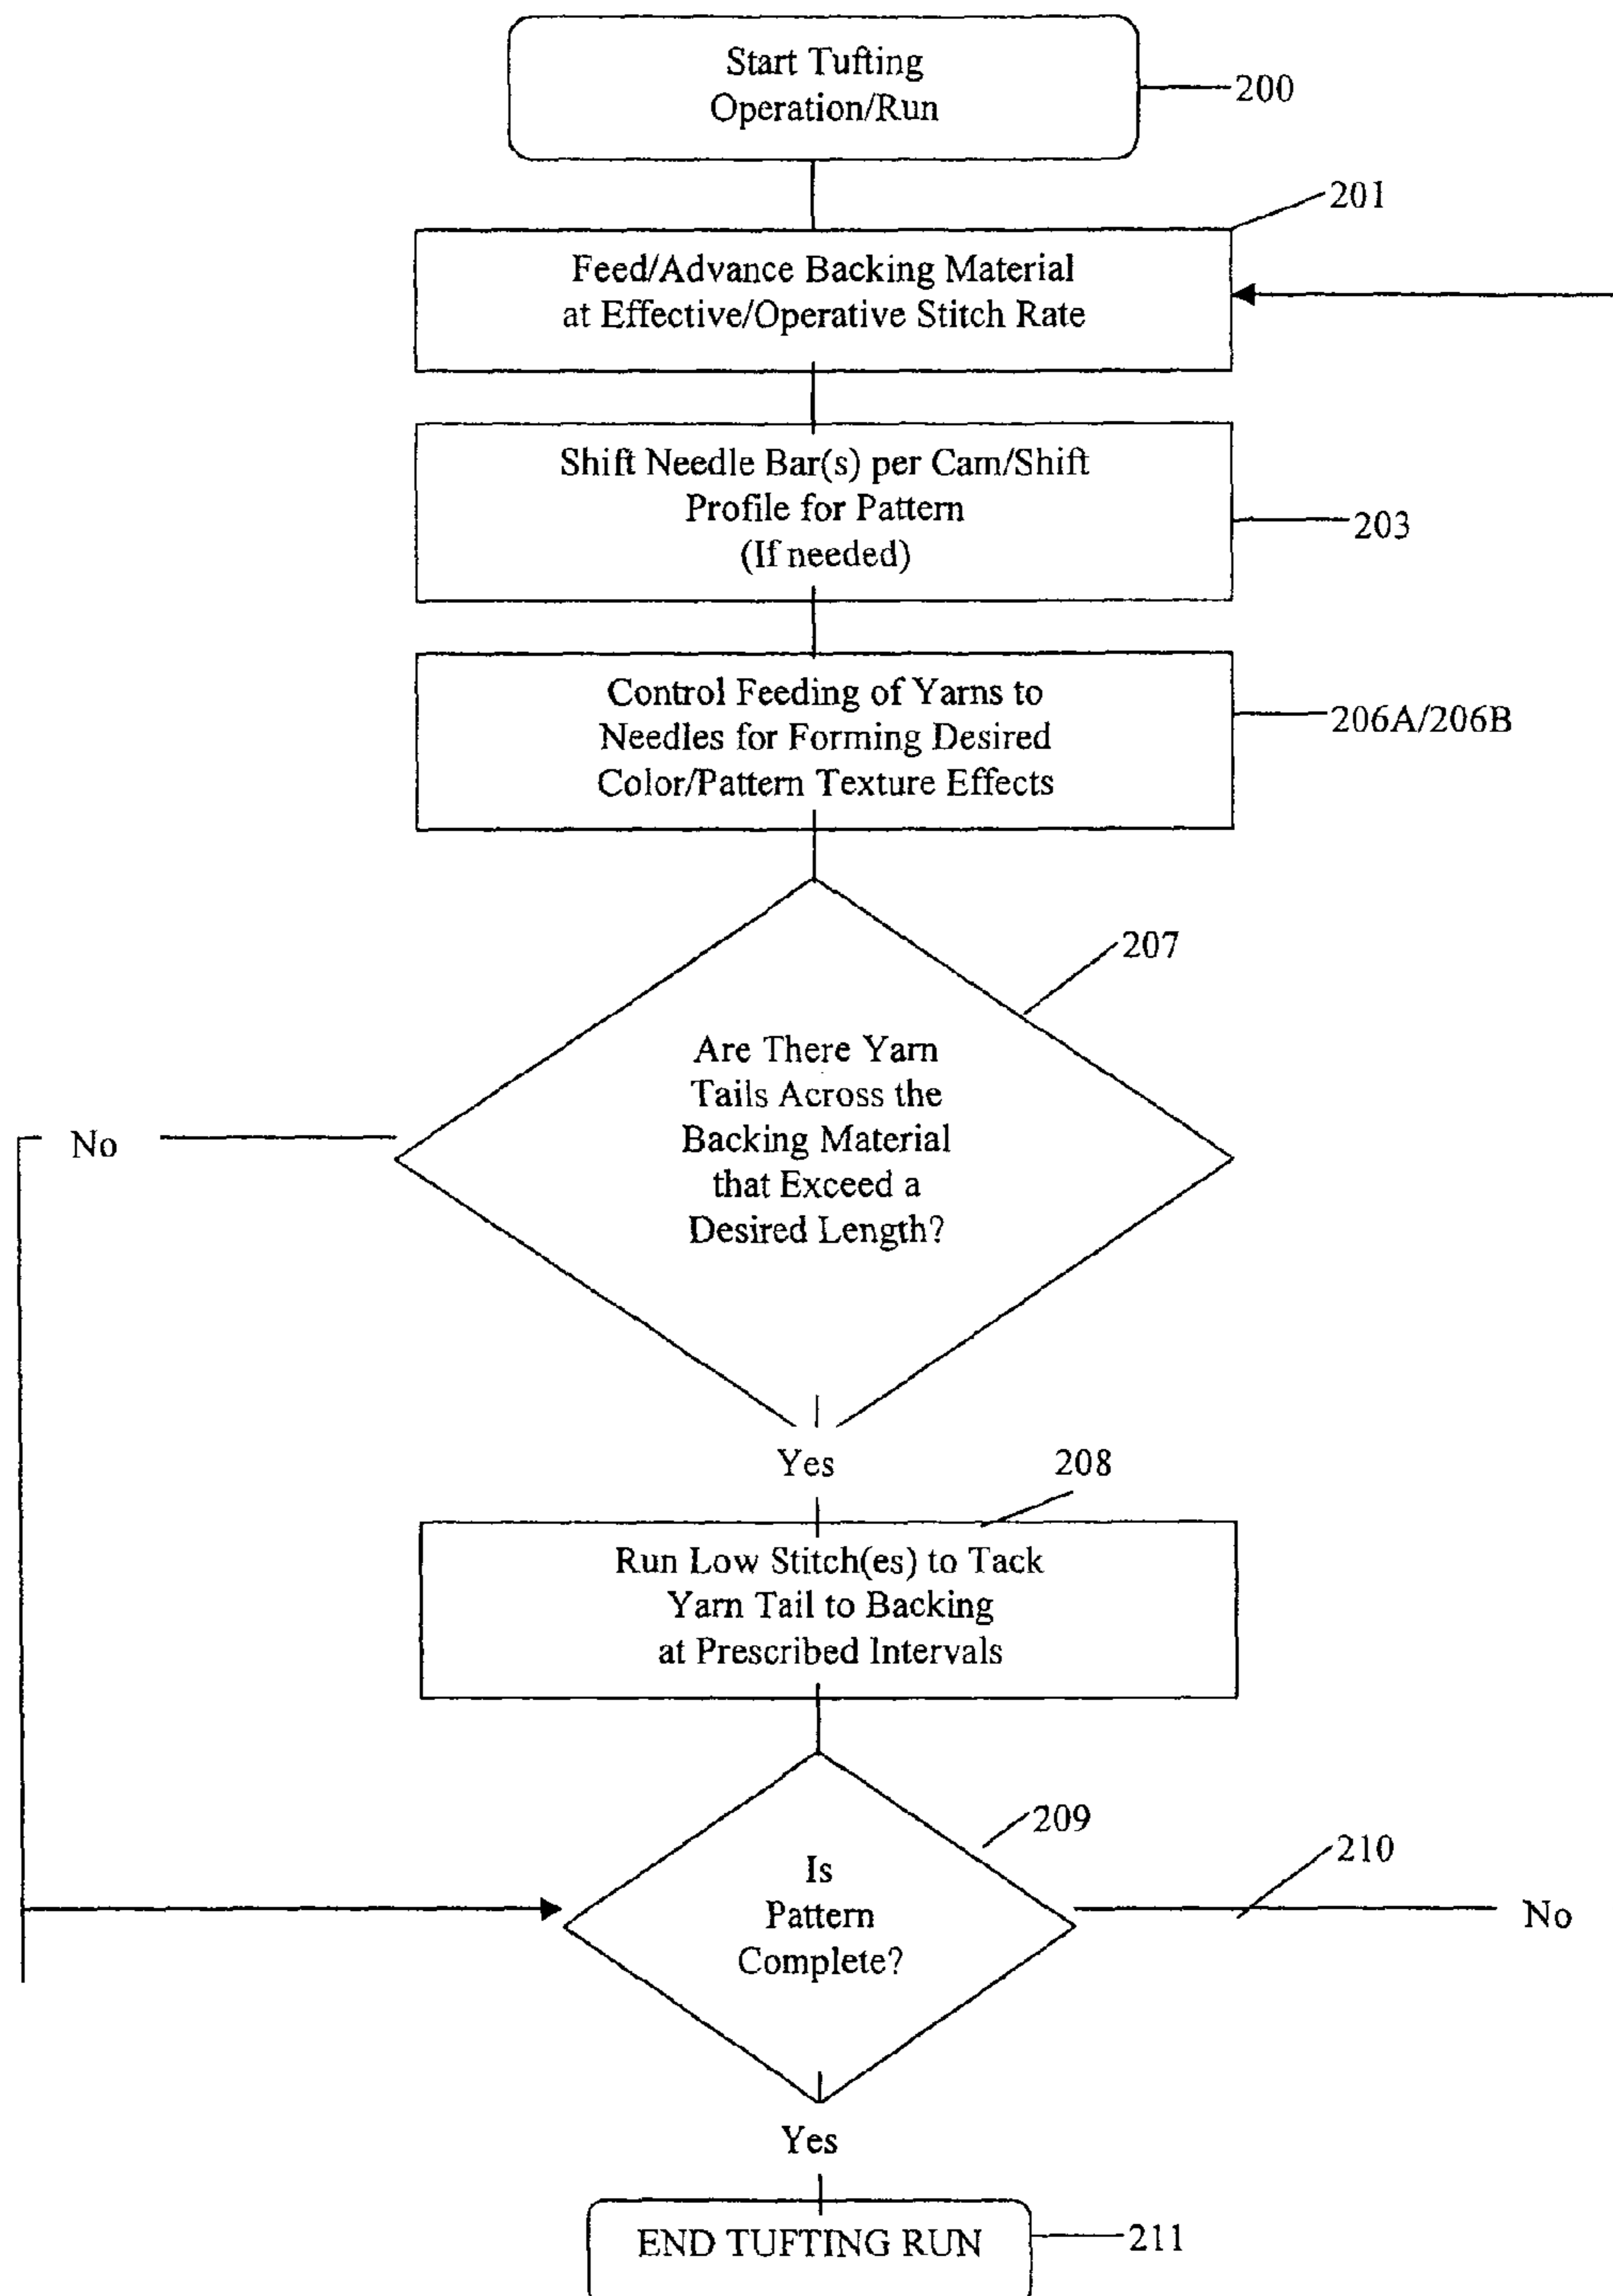 Start Tufting
Operation/Run
200
201
Feed/Advance Backing Material
at Effective/Operative Stitch Rate
Shift Needle Bar(s) per Cam/Shift
Profile for Pattern
(If needed)
203
Control Feeding of Yarns to
Needles for Forming Desired
Color/Pattern Texture Effects
206A/206B
207
Are There Yarn
Tails Across the
Backing Material
that Exceed a
Desired Length?
No
Yes
208
Run Low Stitch(es) to Tack
Yarn Tail to Backing
at Prescribed Intervals
209
Is
Pattern
Complete?
210
No
Yes
END TUFTING RUN
211